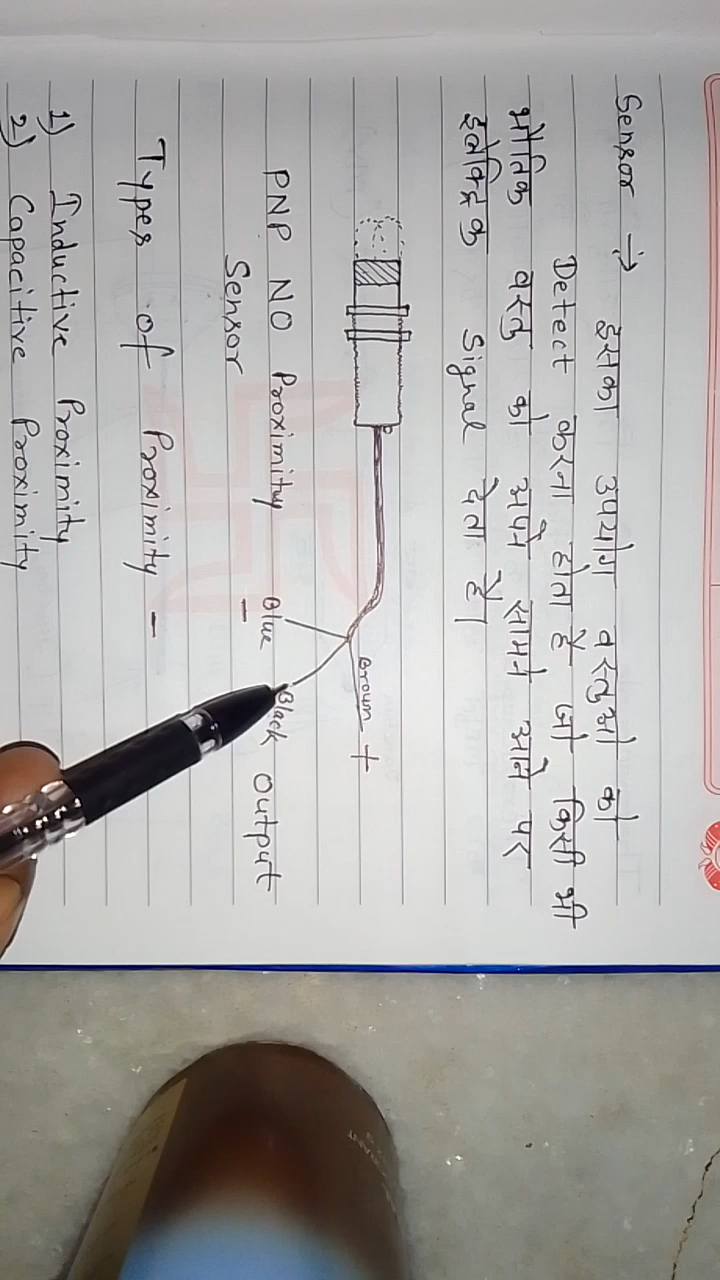 Sensor → इसका उपयोग वस्तुओ को
Detect करना होता है जो किसी भी
भौतिक वस्तु को अपने सामने आने पर
इलेक्ट्रिक Signal देता है।
Brown +
Blue
-
Black output
PNP NO Proximity
Sensor
Types of Proximity -
1) Inductive Proximity
2) Capacitive Proximity